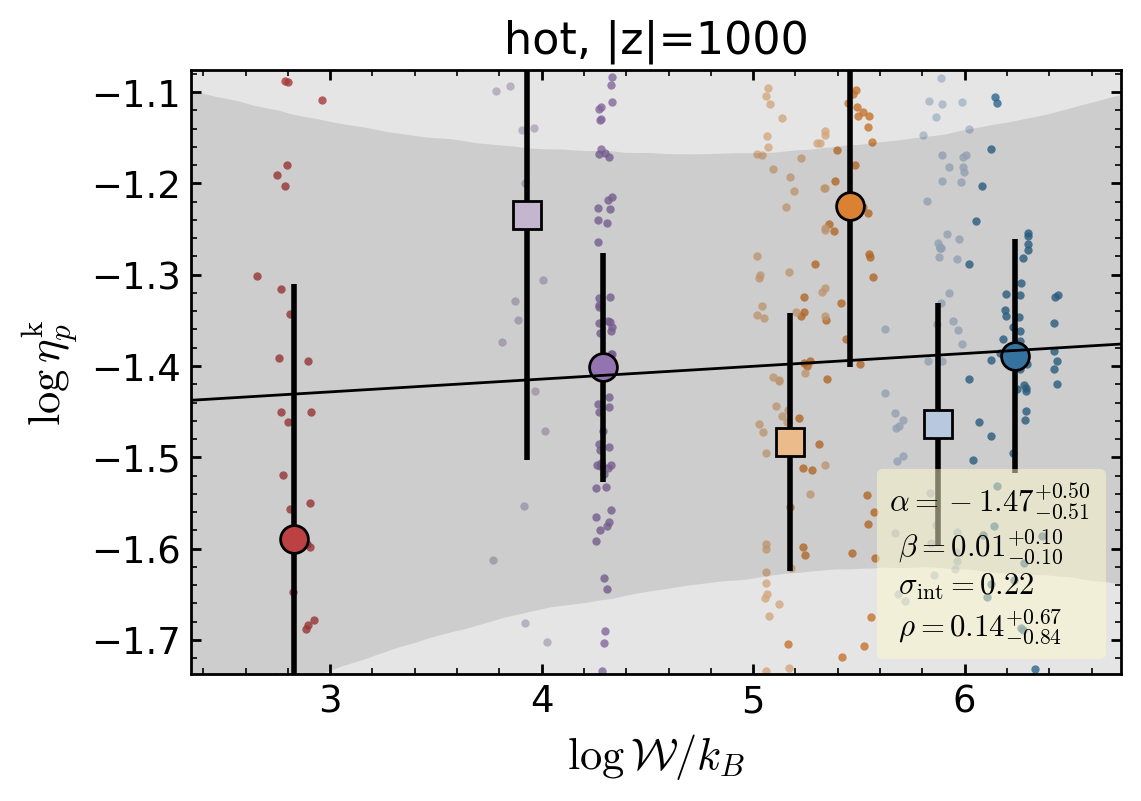 hot, |z|=1000
−1.1
−1.2
−1.3
−1.4
−1.5
−1.6
−1.7
log η_p^k
α = − 1.47^{+0.50}_{−0.51}
β = 0.01^{+0.10}_{−0.10}
σ_int = 0.22
ρ = 0.14^{+0.67}_{−0.84}
3 4 5 6
log 𝒲/k_B